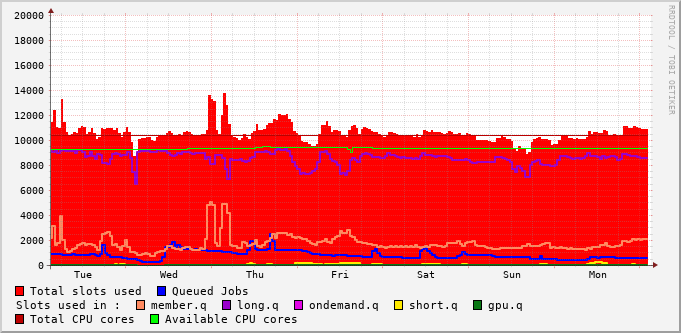 20000
18000
16000
14000
12000
10000
8000
6000
4000
2000
0
Tue Wed Thu Fri Sat Sun Mon
Total slots used Queued Jobs
Slots used in : member.q long.q ondemand.q short.q gpu.q
Total CPU cores Available CPU cores
RRDTOOL / TOBI OETIKER